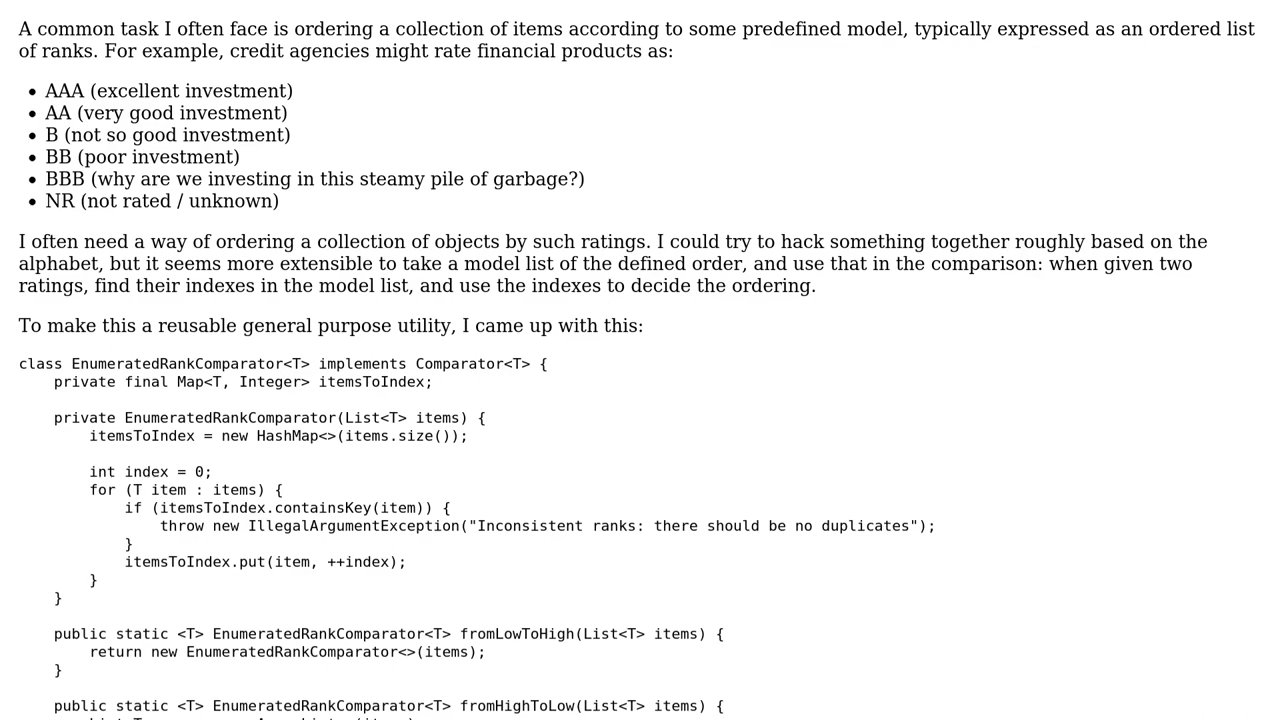 A common task I often face is ordering a collection of items according to some predefined model, typically expressed as an ordered list
of ranks. For example, credit agencies might rate financial products as:
• AAA (excellent investment)
• AA (very good investment)
• B (not so good investment)
• BB (poor investment)
• BBB (why are we investing in this steamy pile of garbage?)
• NR (not rated / unknown)
I often need a way of ordering a collection of objects by such ratings. I could try to hack something together roughly based on the
alphabet, but it seems more extensible to take a model list of the defined order, and use that in the comparison: when given two
ratings, find their indexes in the model list, and use the indexes to decide the ordering.
To make this a reusable general purpose utility, I came up with this:
class EnumeratedRankComparator<T> implements Comparator<T> {
    private final Map<T, Integer> itemsToIndex;
    private EnumeratedRankComparator(List<T> items) {
        itemsToIndex = new HashMap<>(items.size());
        int index = 0;
        for (T item : items) {
            if (itemsToIndex.containsKey(item)) {
                throw new IllegalArgumentException("Inconsistent ranks: there should be no duplicates");
            }
            itemsToIndex.put(item, ++index);
        }
    }
    public static <T> EnumeratedRankComparator<T> fromLowToHigh(List<T> items) {
        return new EnumeratedRankComparator<>(items);
    }
    public static <T> EnumeratedRankComparator<T> fromHighToLow(List<T> items) {